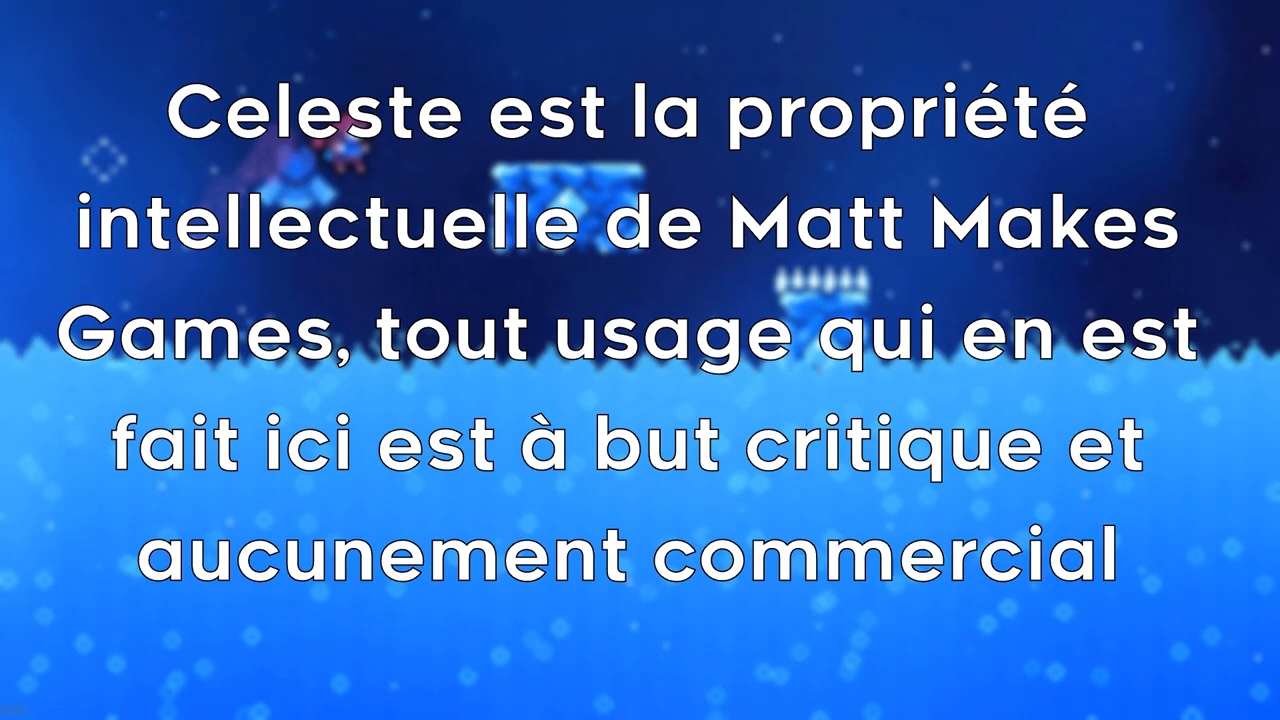 Celeste est la propriété
intellectuelle de Matt Makes
Games, tout usage qui en est
fait ici est à but critique et
aucunement commercial